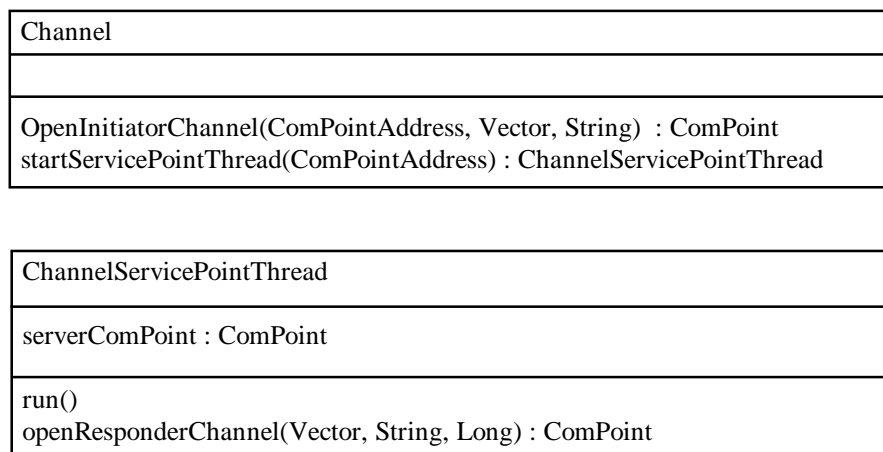 Channel
OpenInitiatorChannel(ComPointAddress, Vector, String)  : ComPoint
startServicePointThread(ComPointAddress) : ChannelServicePointThread
ChannelServicePointThread
serverComPoint : ComPoint
run()
openResponderChannel(Vector, String, Long) : ComPoint